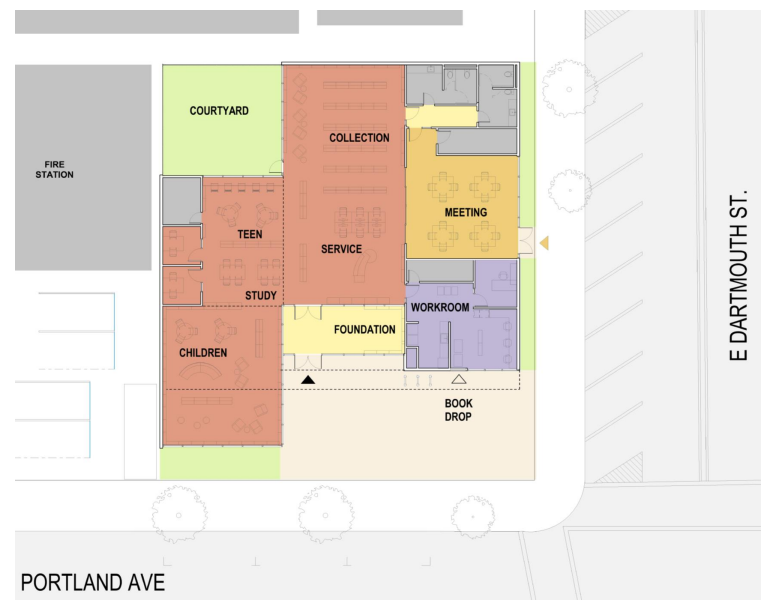 COURTYARD
COLLECTION
FIRE
STATION
MEETING
TEEN
SERVICE
STUDY
WORKROOM
FOUNDATION
CHILDREN
BOOK
DROP
E DARTMOUTH ST.
PORTLAND AVE